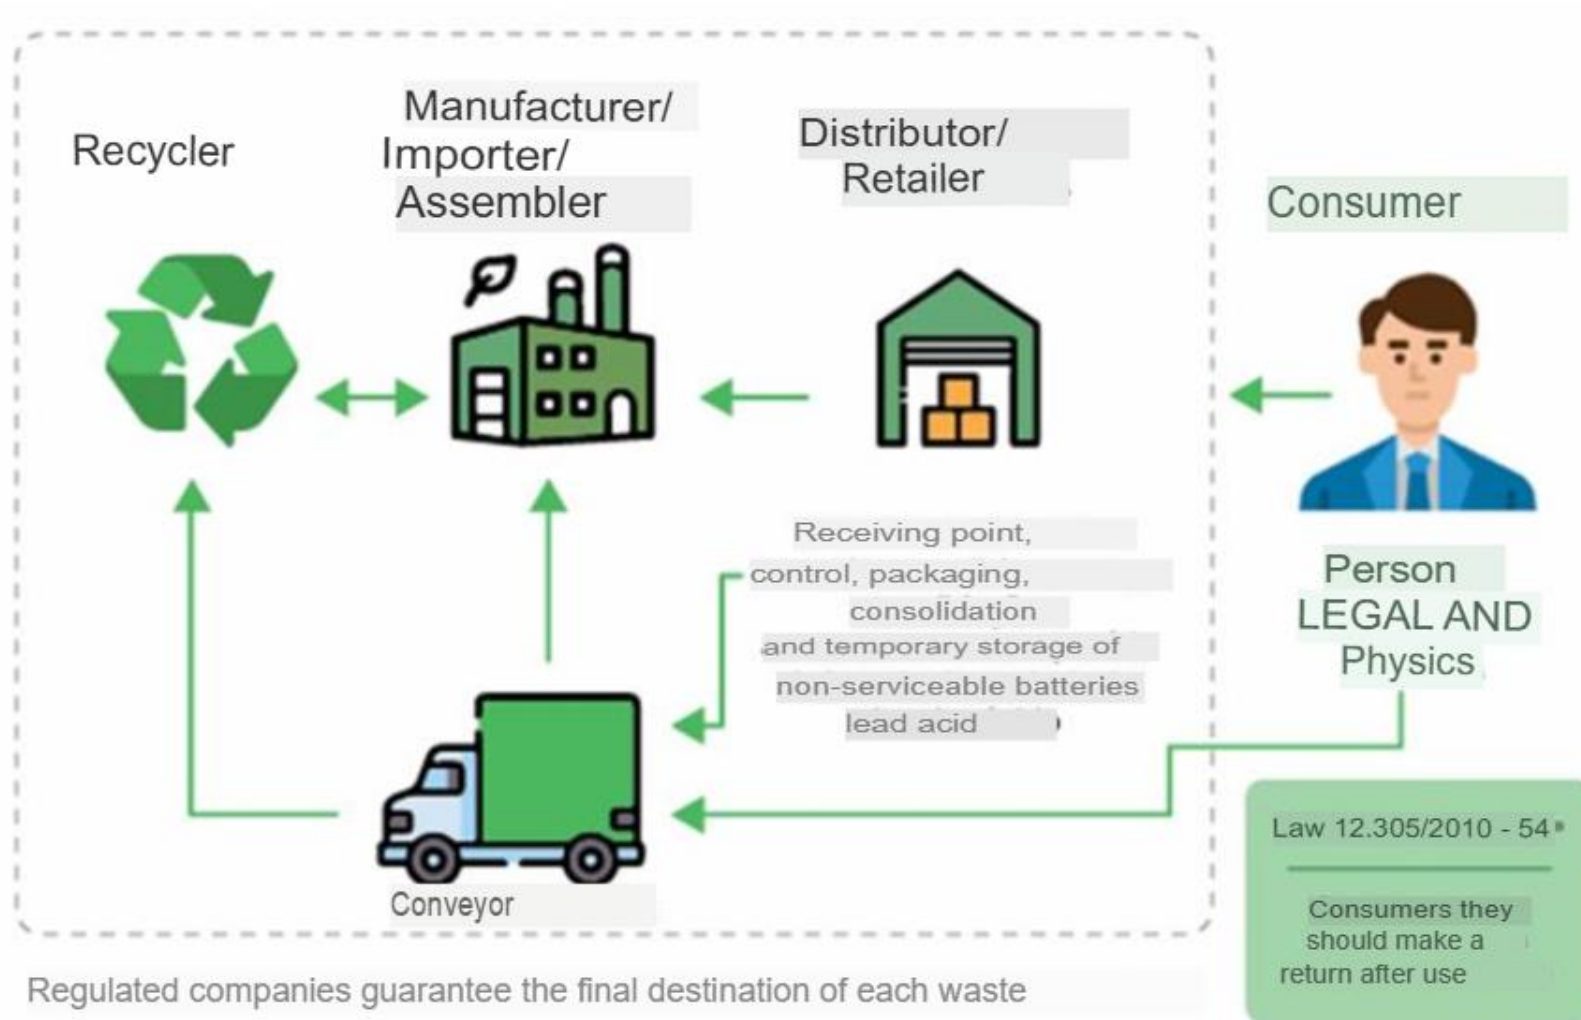 Recycler
Manufacturer/
Importer/
Assembler
Distributor/
Retailer
Consumer
Receiving point,
control, packaging,
consolidation
and temporary storage of
non-serviceable batteries
lead acid
Person
LEGAL AND
Physics
Conveyor
Law 12.305/2010 - 54
Consumers they
should make a
return after use
Regulated companies guarantee the final destination of each waste